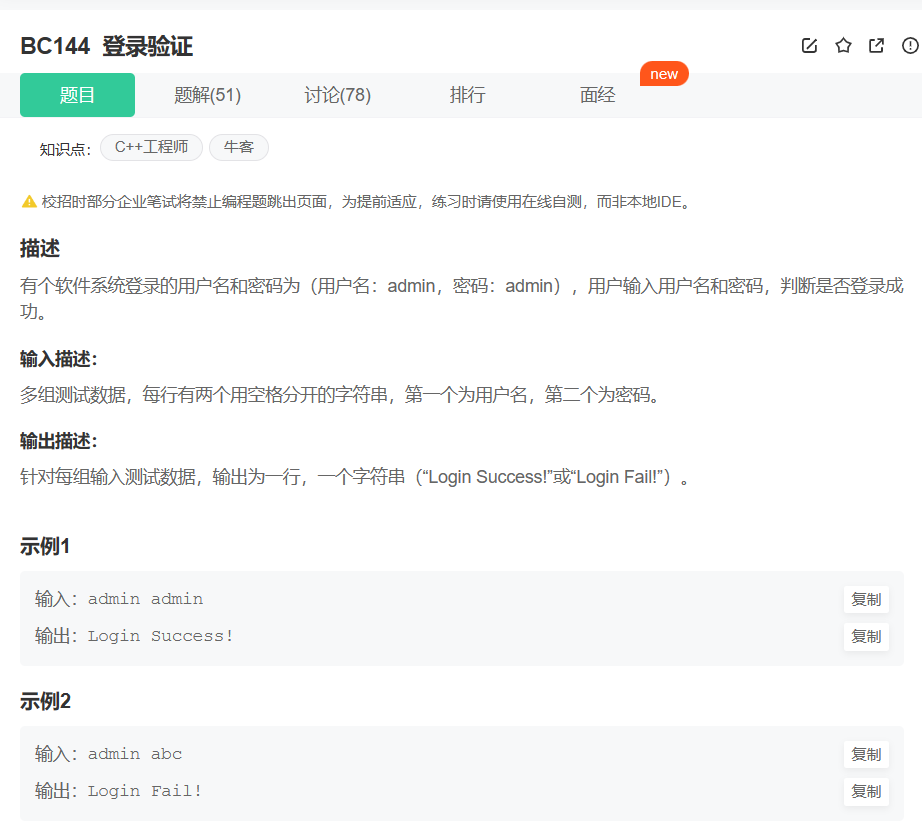 BC144 登录验证
new
题目 题解(51) 讨论(78) 排行 面经
知识点: C++工程师 牛客
校招时部分企业笔试将禁止编程题跳出页面，为提前适应，练习时请使用在线自测，而非本地IDE。
描述
有个软件系统登录的用户名和密码为（用户名：admin，密码：admin），用户输入用户名和密码，判断是否登录成
功。
输入描述：
多组测试数据，每行有两个用空格分开的字符串，第一个为用户名，第二个为密码。
输出描述：
针对每组输入测试数据，输出为一行，一个字符串（“Login Success!”或“Login Fail!”）。
示例1
输入：admin admin 复制
输出：Login Success! 复制
示例2
输入：admin abc 复制
输出：Login Fail! 复制